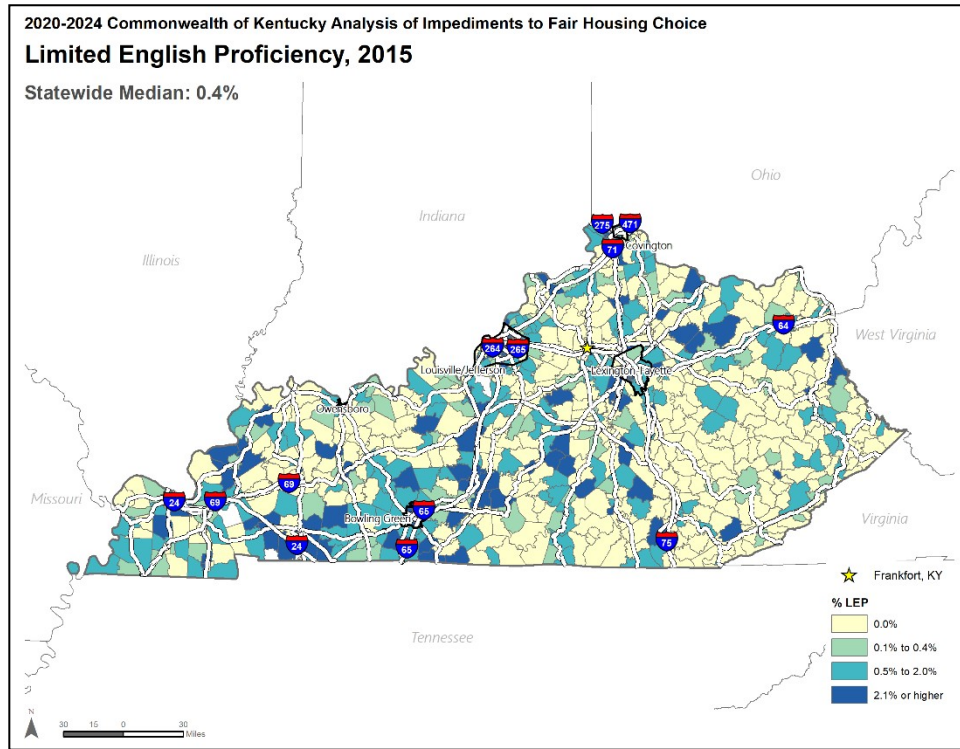 2020-2024 Commonwealth of Kentucky Analysis of Impediments to Fair Housing Choice
Limited English Proficiency, 2015
Statewide Median: 0.4%
Ohio
Indiana
Illinois
275
471
71
Covington
64
West Virginia
264
265
Louisville/Jefferson
Lexington-Fayette
Owensboro
Missouri
24
69
69
65
Bowling Green
Virginia
24
65
75
Tennessee
Frankfort, KY
% LEP
0.0%
0.1% to 0.4%
0.5% to 2.0%
2.1% or higher
N
30 15 0 30
Miles